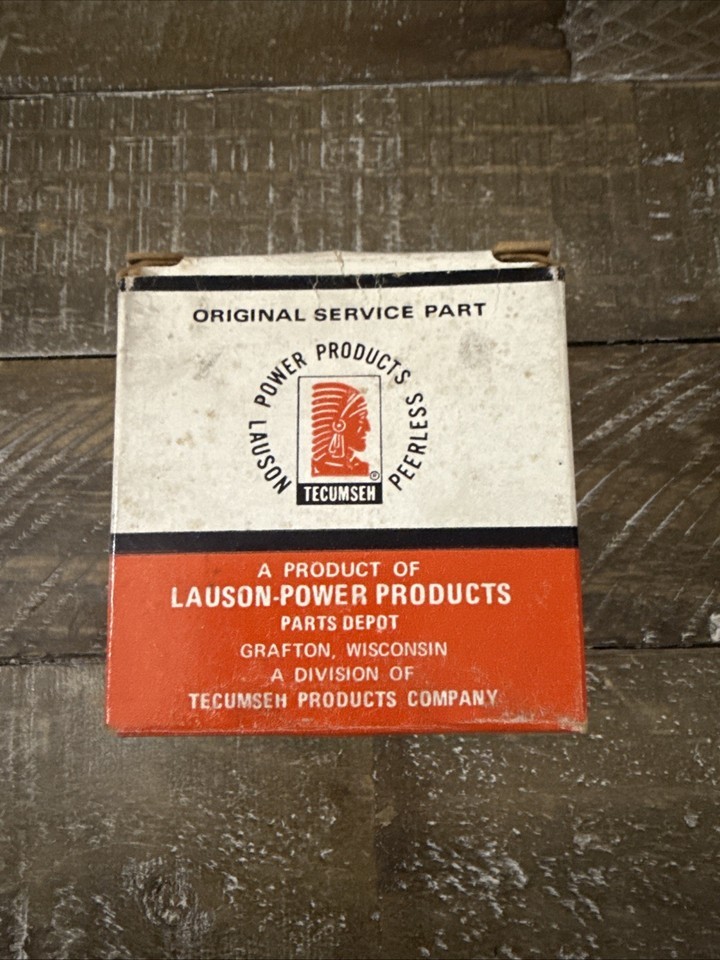 ORIGINAL SERVICE PART
LAUSON POWER PRODUCTS PEERLESS
®
TECUMSEH
A PRODUCT OF
LAUSON-POWER PRODUCTS
PARTS DEPOT
GRAFTON, WISCONSIN
A DIVISION OF
TECUMSEH PRODUCTS COMPANY